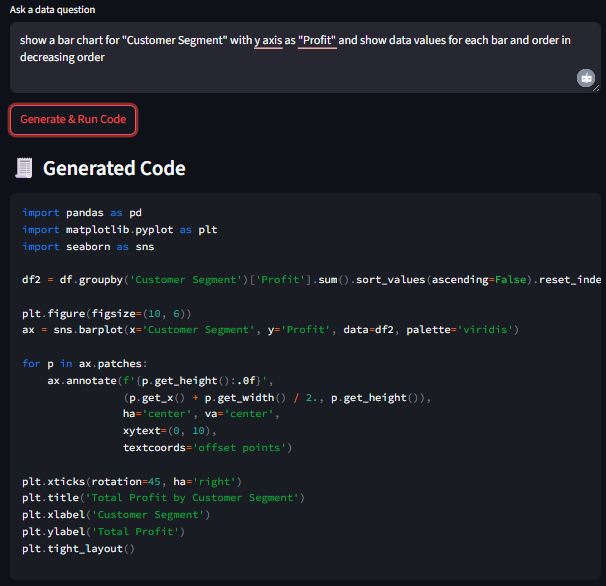 Ask a data question
show a bar chart for "Customer Segment" with y axis as "Profit" and show data values for each bar and order in
decreasing order
Generate & Run Code
Generated Code
import pandas as pd
import matplotlib.pyplot as plt
import seaborn as sns
df2 = df.groupby('Customer Segment')['Profit'].sum().sort_values(ascending=False).reset_inde
plt.figure(figsize=(10, 6))
ax = sns.barplot(x='Customer Segment', y='Profit', data=df2, palette='viridis')
for p in ax.patches:
    ax.annotate(f'{p.get_height():.0f}',
                (p.get_x() + p.get_width() / 2., p.get_height()),
                ha='center', va='center',
                xytext=(0, 10),
                textcoords='offset points')
plt.xticks(rotation=45, ha='right')
plt.title('Total Profit by Customer Segment')
plt.xlabel('Customer Segment')
plt.ylabel('Total Profit')
plt.tight_layout()